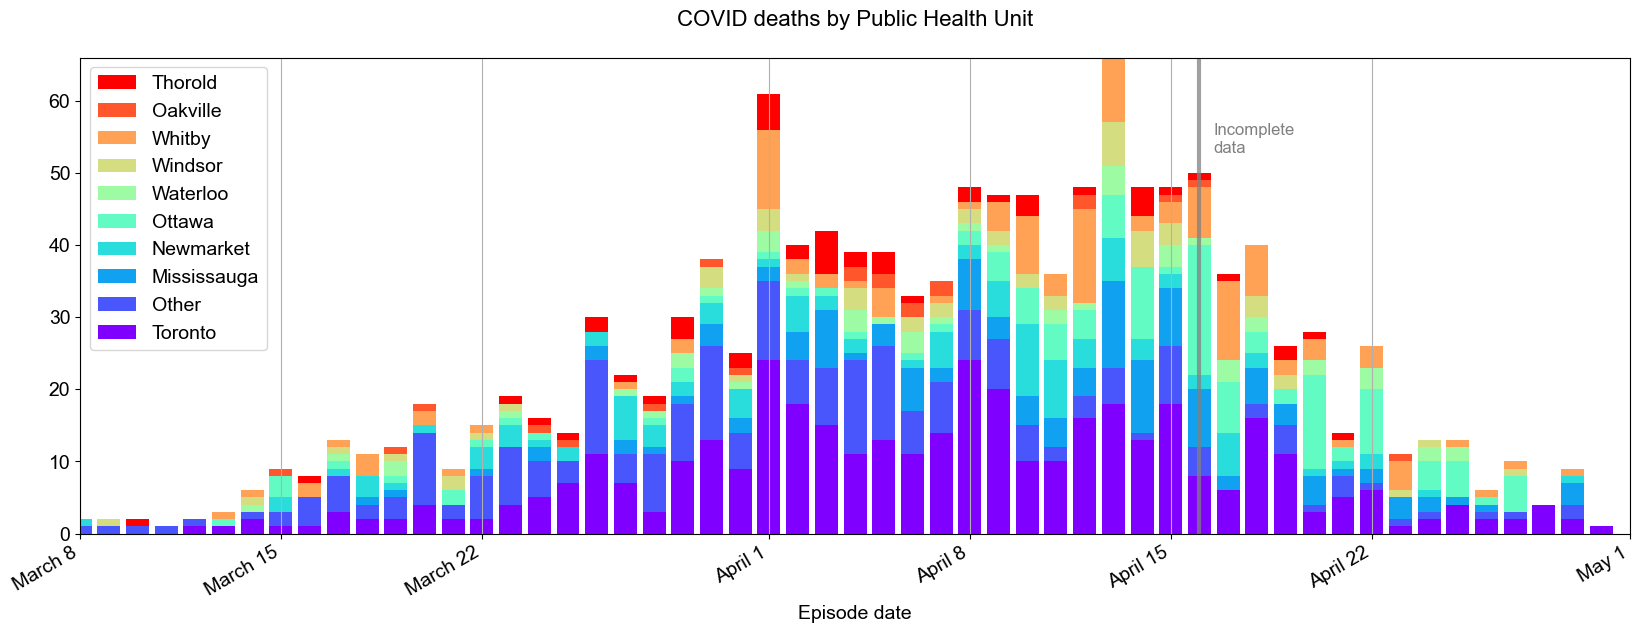 COVID deaths by Public Health Unit
Thorold
Oakville
Whitby
Windsor
Waterloo
Ottawa
Newmarket
Mississauga
Other
Toronto
Incomplete
data
60
50
40
30
20
10
0
March 8
March 15
March 22
April 1
April 8
April 15
April 22
May 1
Episode date